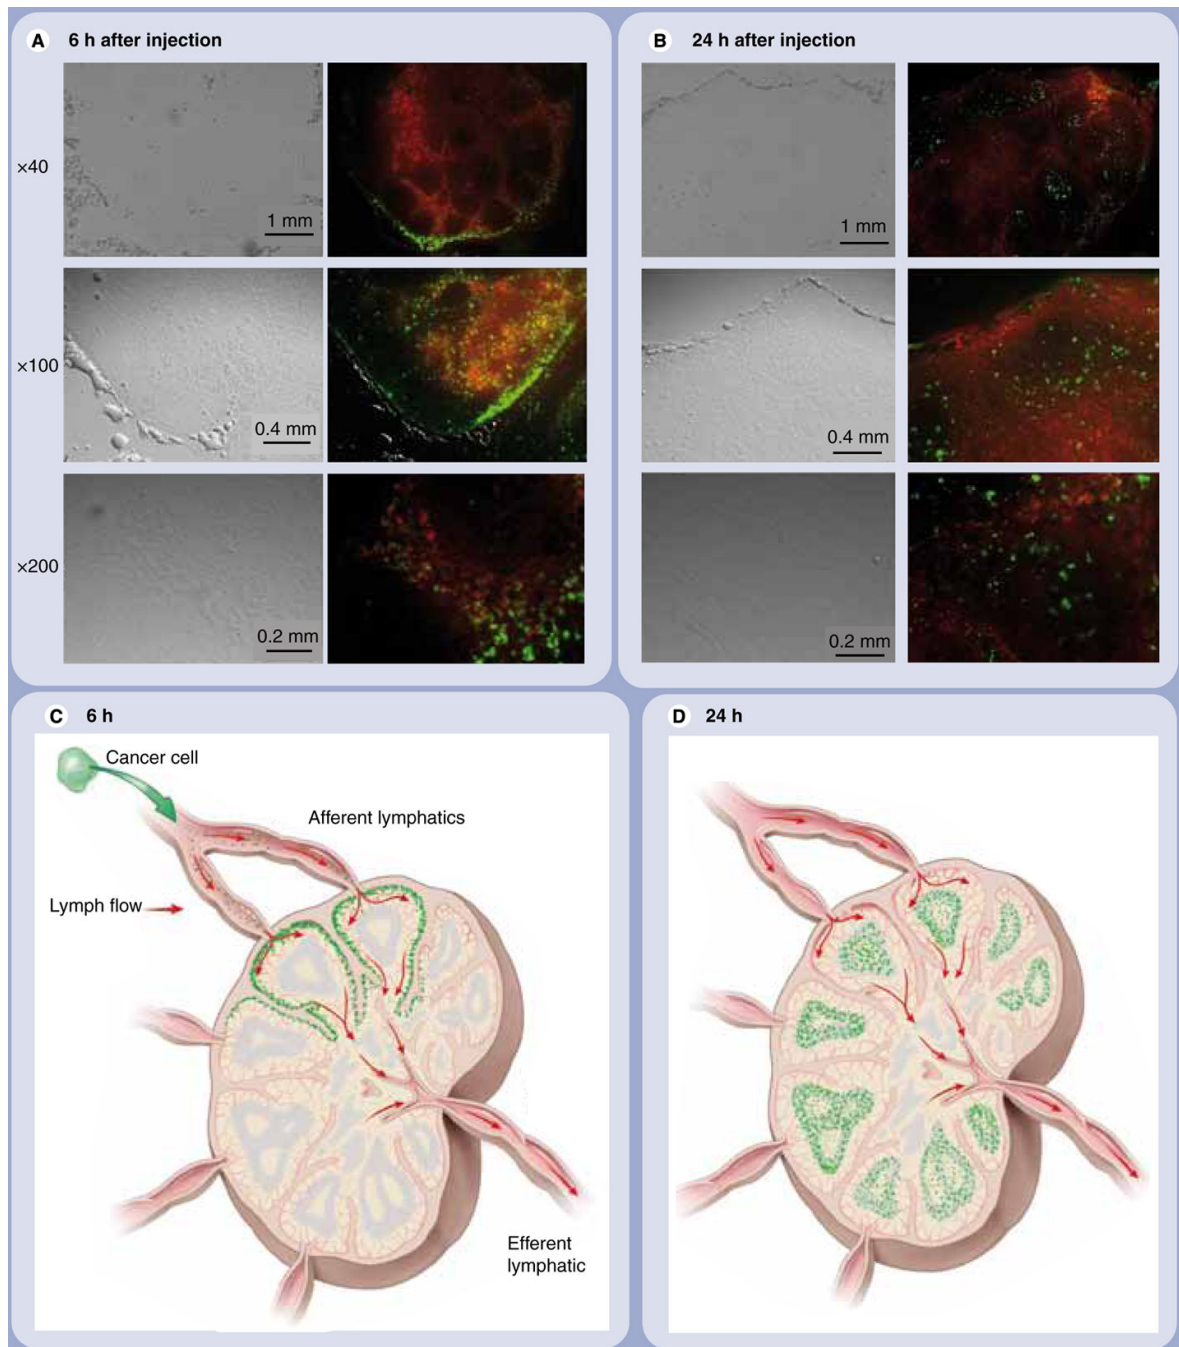 A 6 h after injection
×40
1 mm
×100
0.4 mm
×200
0.2 mm
B 24 h after injection
1 mm
0.4 mm
0.2 mm
C 6 h
Cancer cell
Afferent lymphatics
Lymph flow
Efferent
lymphatic
D 24 h